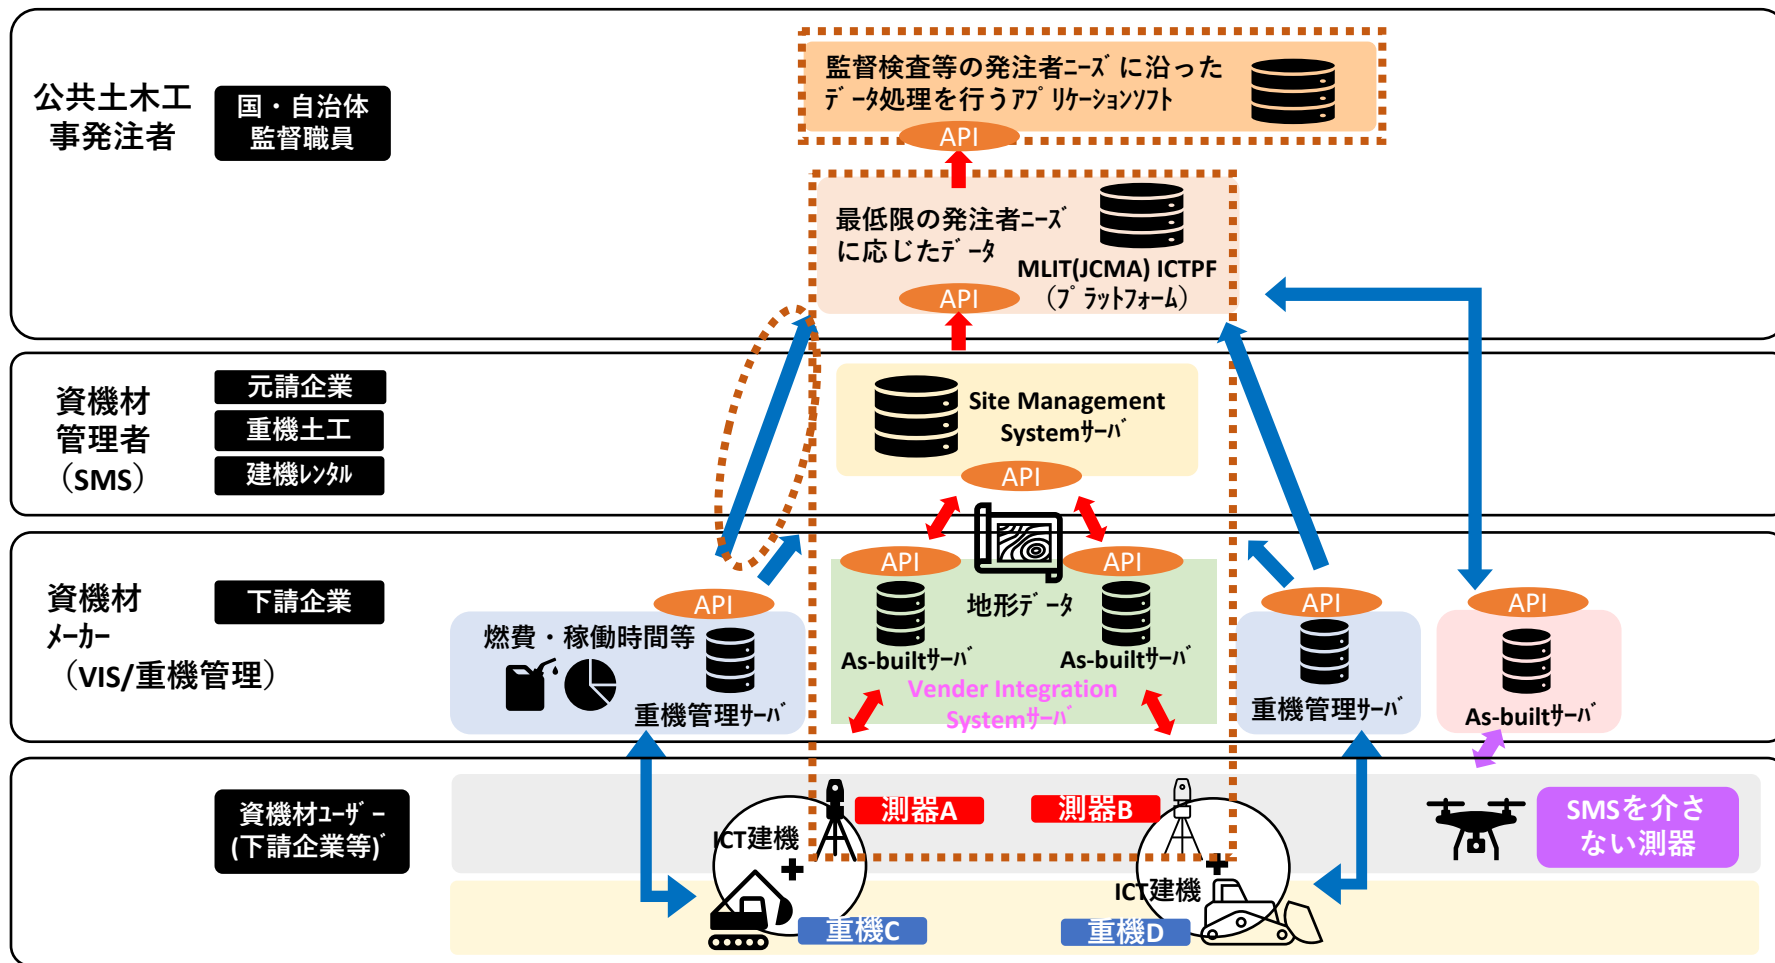 公共土木工
事発注者
国・自治体
監督職員
監督検査等の発注者ﾆｰｽﾞに沿った
ﾃﾞｰﾀ処理を行うｱﾌﾟﾘｹｰｼｮﾝｿﾌﾄ
API
最低限の発注者ﾆｰｽﾞ
に応じたﾃﾞｰﾀ
MLIT(JCMA) ICTPF
（ﾌﾟﾗｯﾄﾌｫｰﾑ）
API
資機材
管理者
（SMS）
元請企業
重機土工
建機ﾚﾝﾀﾙ
Site Management
Systemｻｰﾊﾞ
API
資機材
ﾒｰｶｰ
（VIS/重機管理）
下請企業
API
燃費・稼働時間等
重機管理ｻｰﾊﾞ
API
As-builtｻｰﾊﾞ
地形ﾃﾞｰﾀ
API
As-builtｻｰﾊﾞ
Vender Integration
Systemｻｰﾊﾞ
API
重機管理ｻｰﾊﾞ
API
As-builtｻｰﾊﾞ
資機材ﾕｰｻﾞｰ
(下請企業等)ﾞ
ICT建機
+
測器A
重機C
測器B
ICT建機
+
重機D
SMSを介さ
ない測器